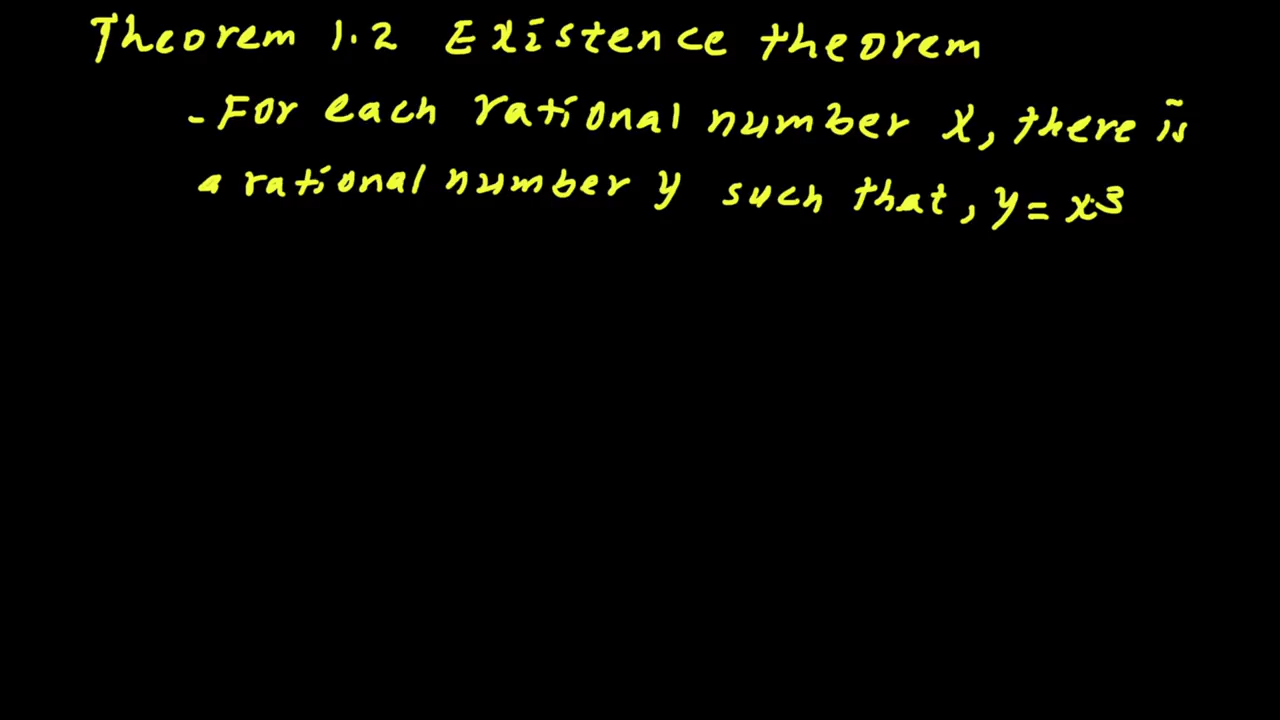 Theorem 1.2 Existence theorem
- For each rational number x, there is
a rational number y such that, y = x³